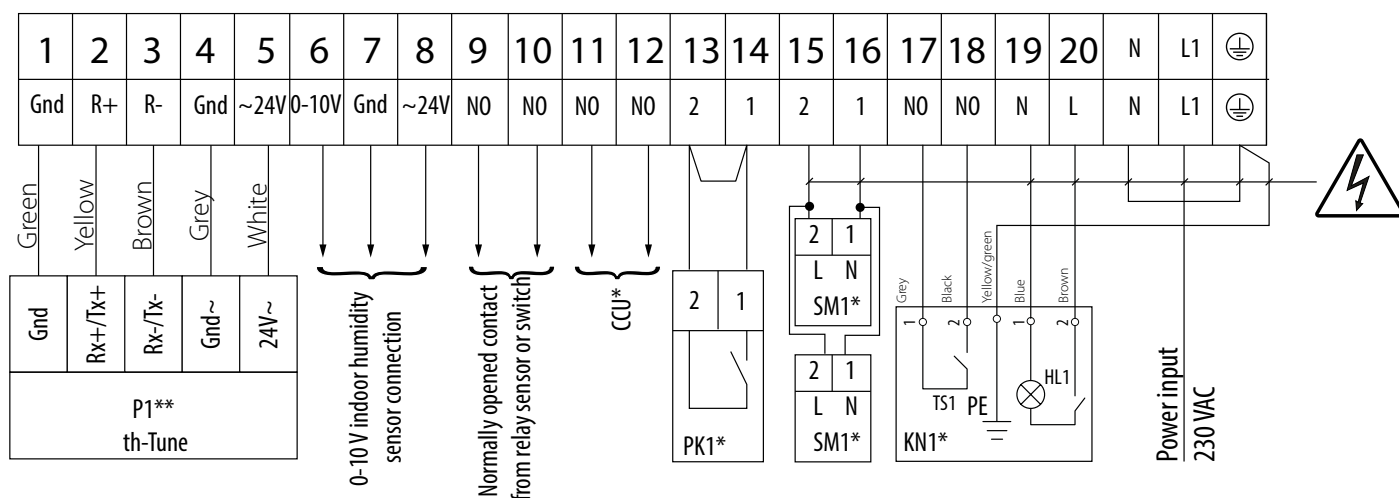 1 2 3 4 5 6 7 8 9 10 11 12 13 14 15 16 17 18 19 20 N L1
Gnd R+ R- Gnd ~24V 0-10V Gnd ~24V NO NO NO NO 2 1 2 1 NO NO N L N L1
Green
Yellow
Brown
Grey
White
Gnd
Rx+/Tx+
Rx-/Tx-
Gnd~
24V~
P1**
th-Tune
0-10 V indoor humidity
sensor connection
Normally opened contact
from relay sensor or switch
CCU*
2 1
PK1*
2 1
L N
SM1*
2 1
L N
SM1*
Grey
Black
Yellow/green
Blue
Brown
1 2 1 2
TS1
PE
HL1
KN1*
Power input
230 VAC